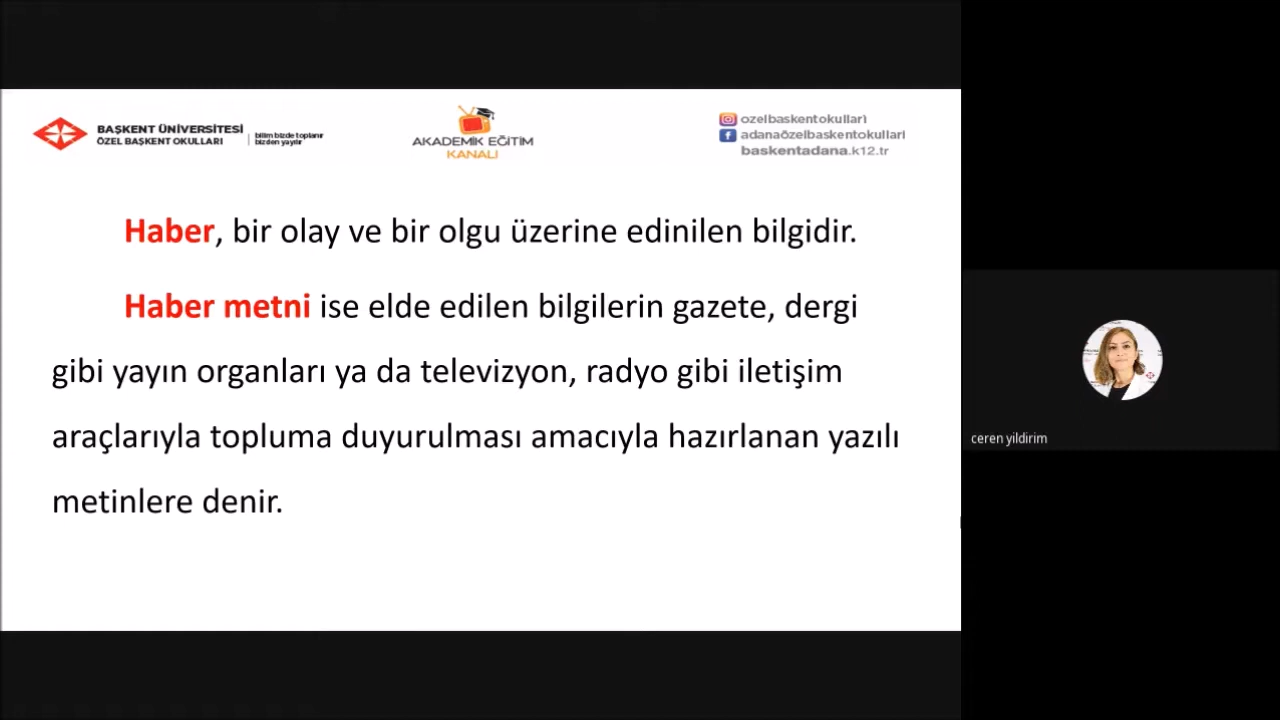 BAŞKENT ÜNİVERSİTESİ
ÖZEL BAŞKENT OKULLARI
bilim bizde toplanır
bizden yayılır
AKADEMİK EĞİTİM
KANALI
ozelbaskentokullari
adanaözelbaskentokullari
baskentadana.k12.tr
Haber, bir olay ve bir olgu üzerine edinilen bilgidir.
Haber metni ise elde edilen bilgilerin gazete, dergi
gibi yayın organları ya da televizyon, radyo gibi iletişim
araçlarıyla topluma duyurulması amacıyla hazırlanan yazılı
metinlere denir.
ceren yildirim